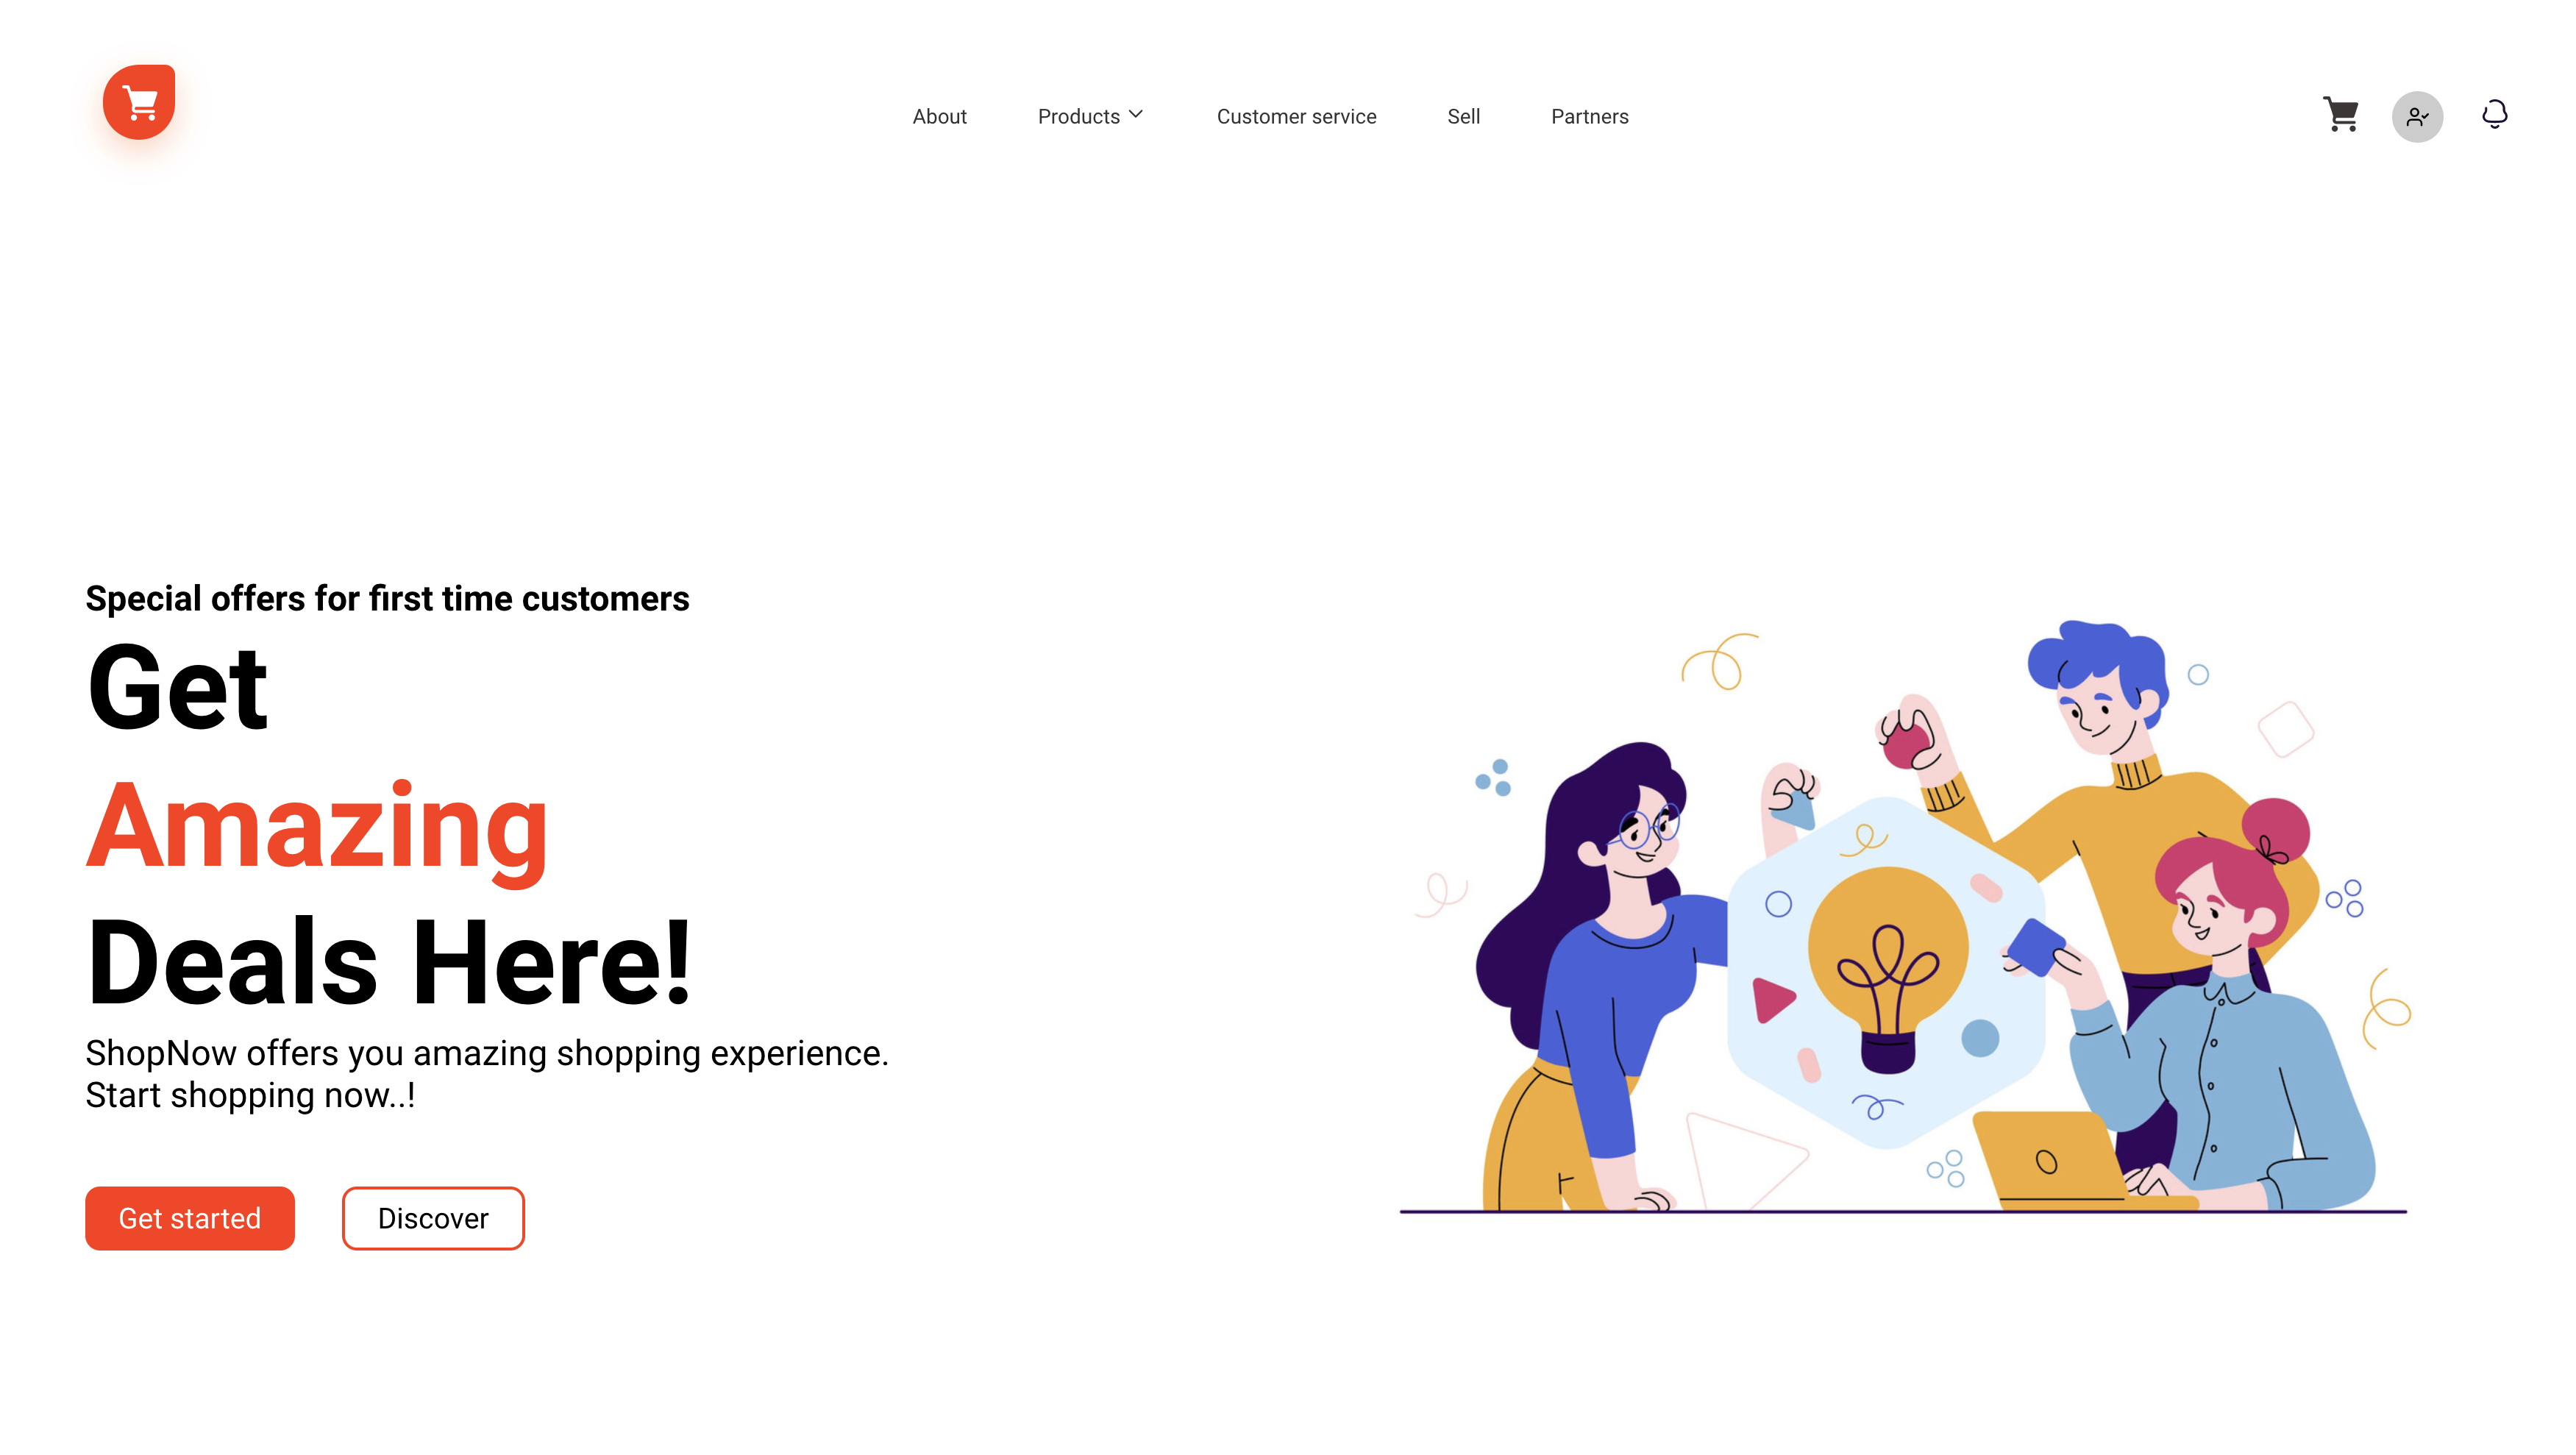 About Products Customer service Sell Partners
Special offers for first time customers
Get
Amazing
Deals Here!
ShopNow offers you amazing shopping experience.
Start shopping now..!
Get started Discover